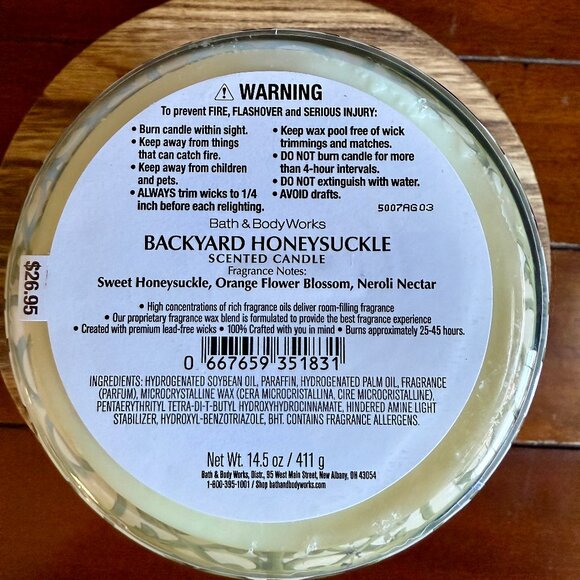 ⚠ WARNING
To prevent FIRE, FLASHOVER and SERIOUS INJURY:
• Burn candle within sight.
• Keep away from things
that can catch fire.
• Keep away from children
and pets.
• ALWAYS trim wicks to 1/4
inch before each relighting.
• Keep wax pool free of wick
trimmings and matches.
• DO NOT burn candle for more
than 4-hour intervals.
• DO NOT extinguish with water.
• AVOID drafts.
5007AG03
Bath & Body Works
BACKYARD HONEYSUCKLE
SCENTED CANDLE
Fragrance Notes:
Sweet Honeysuckle, Orange Flower Blossom, Neroli Nectar
• High concentrations of rich fragrance oils deliver room-filling fragrance
• Our proprietary fragrance wax blend is formulated to provide the best fragrance experience
• Created with premium lead-free wicks • 100% Crafted with you in mind • Burns approximately 25-45 hours.
0 667659 351831
INGREDIENTS: HYDROGENATED SOYBEAN OIL, PARAFFIN, HYDROGENATED PALM OIL, FRAGRANCE
(PARFUM), MICROCRYSTALLINE WAX (CERA MICROCRISTALLINA, CIRE MICROCRISTALLINE),
PENTAERYTHRITYL TETRA-DI-T-BUTYL HYDROXYHYDROCINNAMATE, HINDERED AMINE LIGHT
STABILIZER, HYDROXYL-BENZOTRIAZOLE, BHT. CONTAINS FRAGRANCE ALLERGENS.
Net Wt. 14.5 oz / 411 g
Bath & Body Works, Distr., 95 West Main Street, New Albany, OH 43054
1-800-395-1001 / Shop bathandbodyworks.com
$26.95